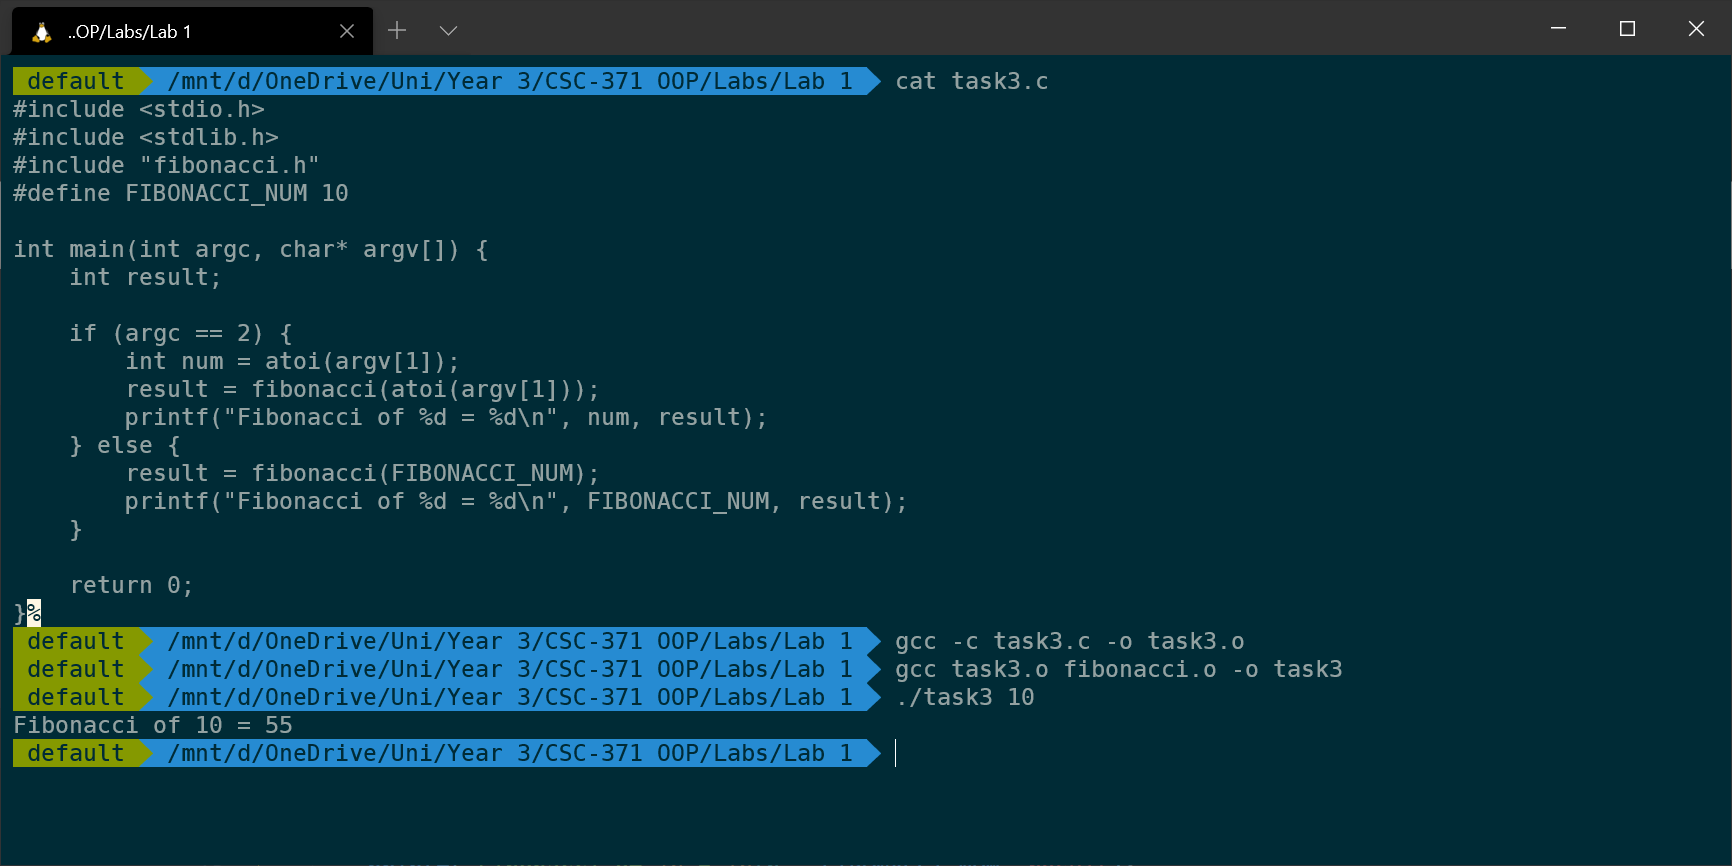 ..OP/Labs/Lab 1
default /mnt/d/OneDrive/Uni/Year 3/CSC-371 OOP/Labs/Lab 1 cat task3.c
#include <stdio.h>
#include <stdlib.h>
#include "fibonacci.h"
#define FIBONACCI_NUM 10
int main(int argc, char* argv[]) {
    int result;
    if (argc == 2) {
        int num = atoi(argv[1]);
        result = fibonacci(atoi(argv[1]));
        printf("Fibonacci of %d = %d\n", num, result);
    } else {
        result = fibonacci(FIBONACCI_NUM);
        printf("Fibonacci of %d = %d\n", FIBONACCI_NUM, result);
    }
    return 0;
}%
default /mnt/d/OneDrive/Uni/Year 3/CSC-371 OOP/Labs/Lab 1 gcc -c task3.c -o task3.o
default /mnt/d/OneDrive/Uni/Year 3/CSC-371 OOP/Labs/Lab 1 gcc task3.o fibonacci.o -o task3
default /mnt/d/OneDrive/Uni/Year 3/CSC-371 OOP/Labs/Lab 1 ./task3 10
Fibonacci of 10 = 55
default /mnt/d/OneDrive/Uni/Year 3/CSC-371 OOP/Labs/Lab 1